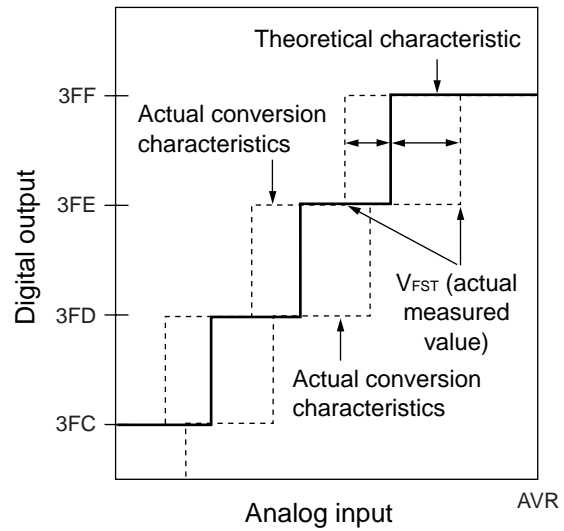 Theoretical characteristic
3FF
Actual conversion
characteristics
3FE
Digital output
VFST (actual
measured
value)
3FD
Actual conversion
characteristics
3FC
AVR
Analog input